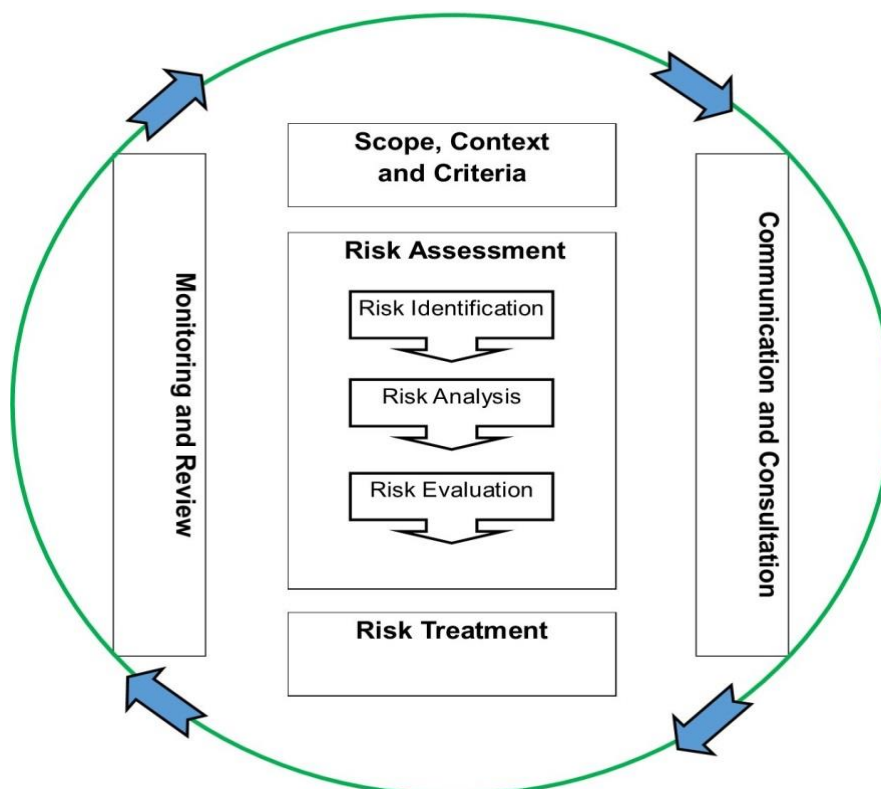 Scope, Context
and Criteria
Risk Assessment
Risk Identification
Risk Analysis
Risk Evaluation
Risk Treatment
Monitoring and Review
Communication and Consultation